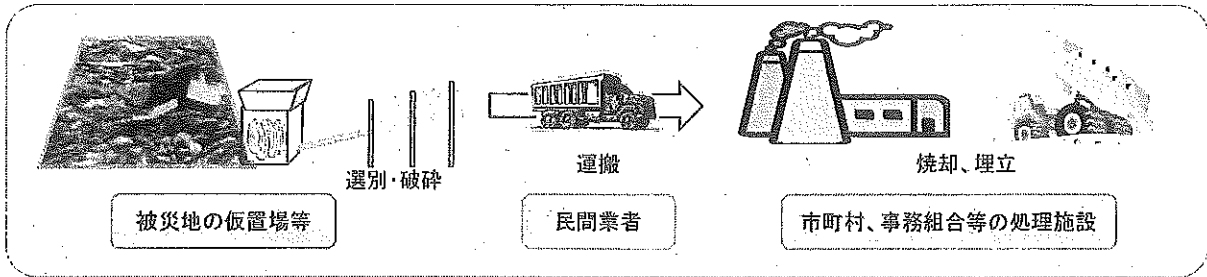 選別・破砕
運搬
焼却、埋立
被災地の仮置場等
民間業者
市町村、事務組合等の処理施設